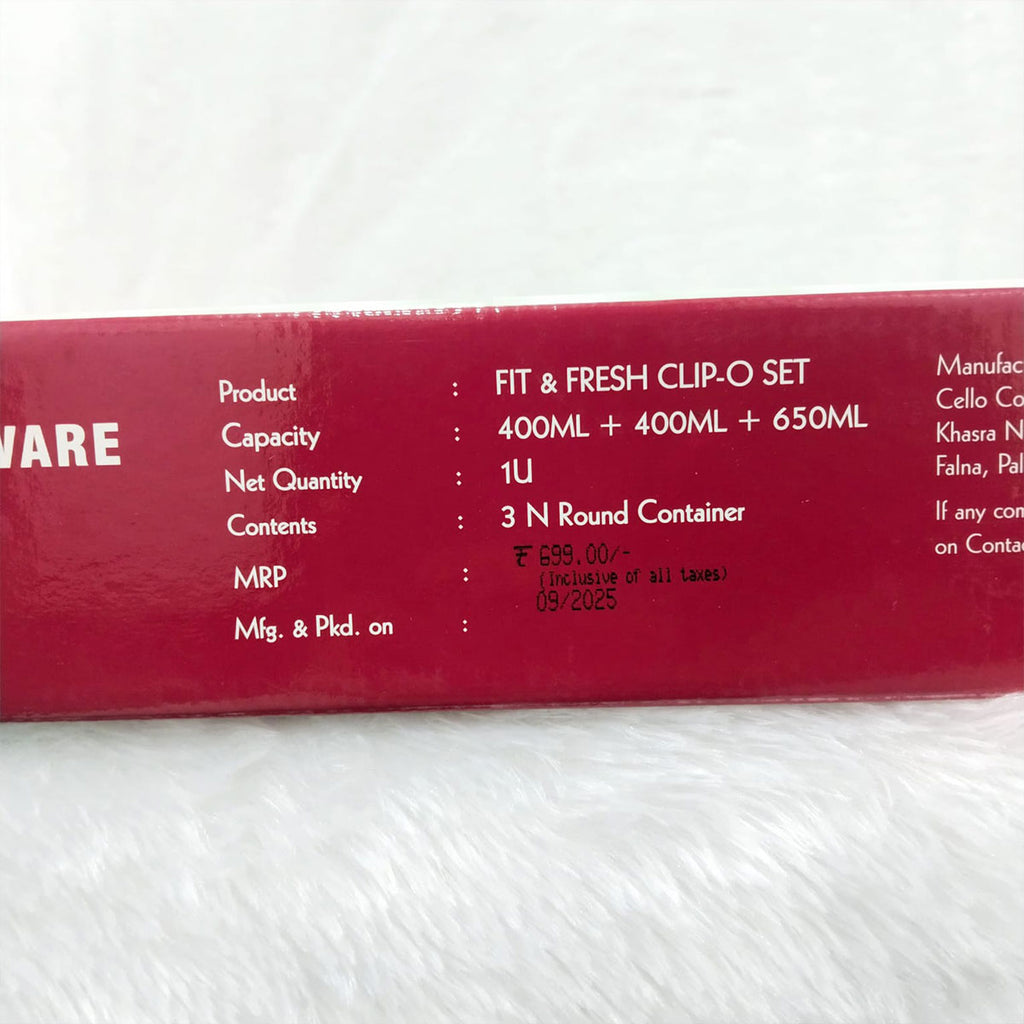 WARE
Product : FIT & FRESH CLIP-O SET
Capacity : 400ML + 400ML + 650ML
Net Quantity : 1U
Contents : 3 N Round Container
MRP : ₹ 699.00/-
(Inclusive of all taxes)
Mfg. & Pkd. on : 09/2025
Manufac
Cello Co
Khasra N
Falna, Pal
If any com
on Conta